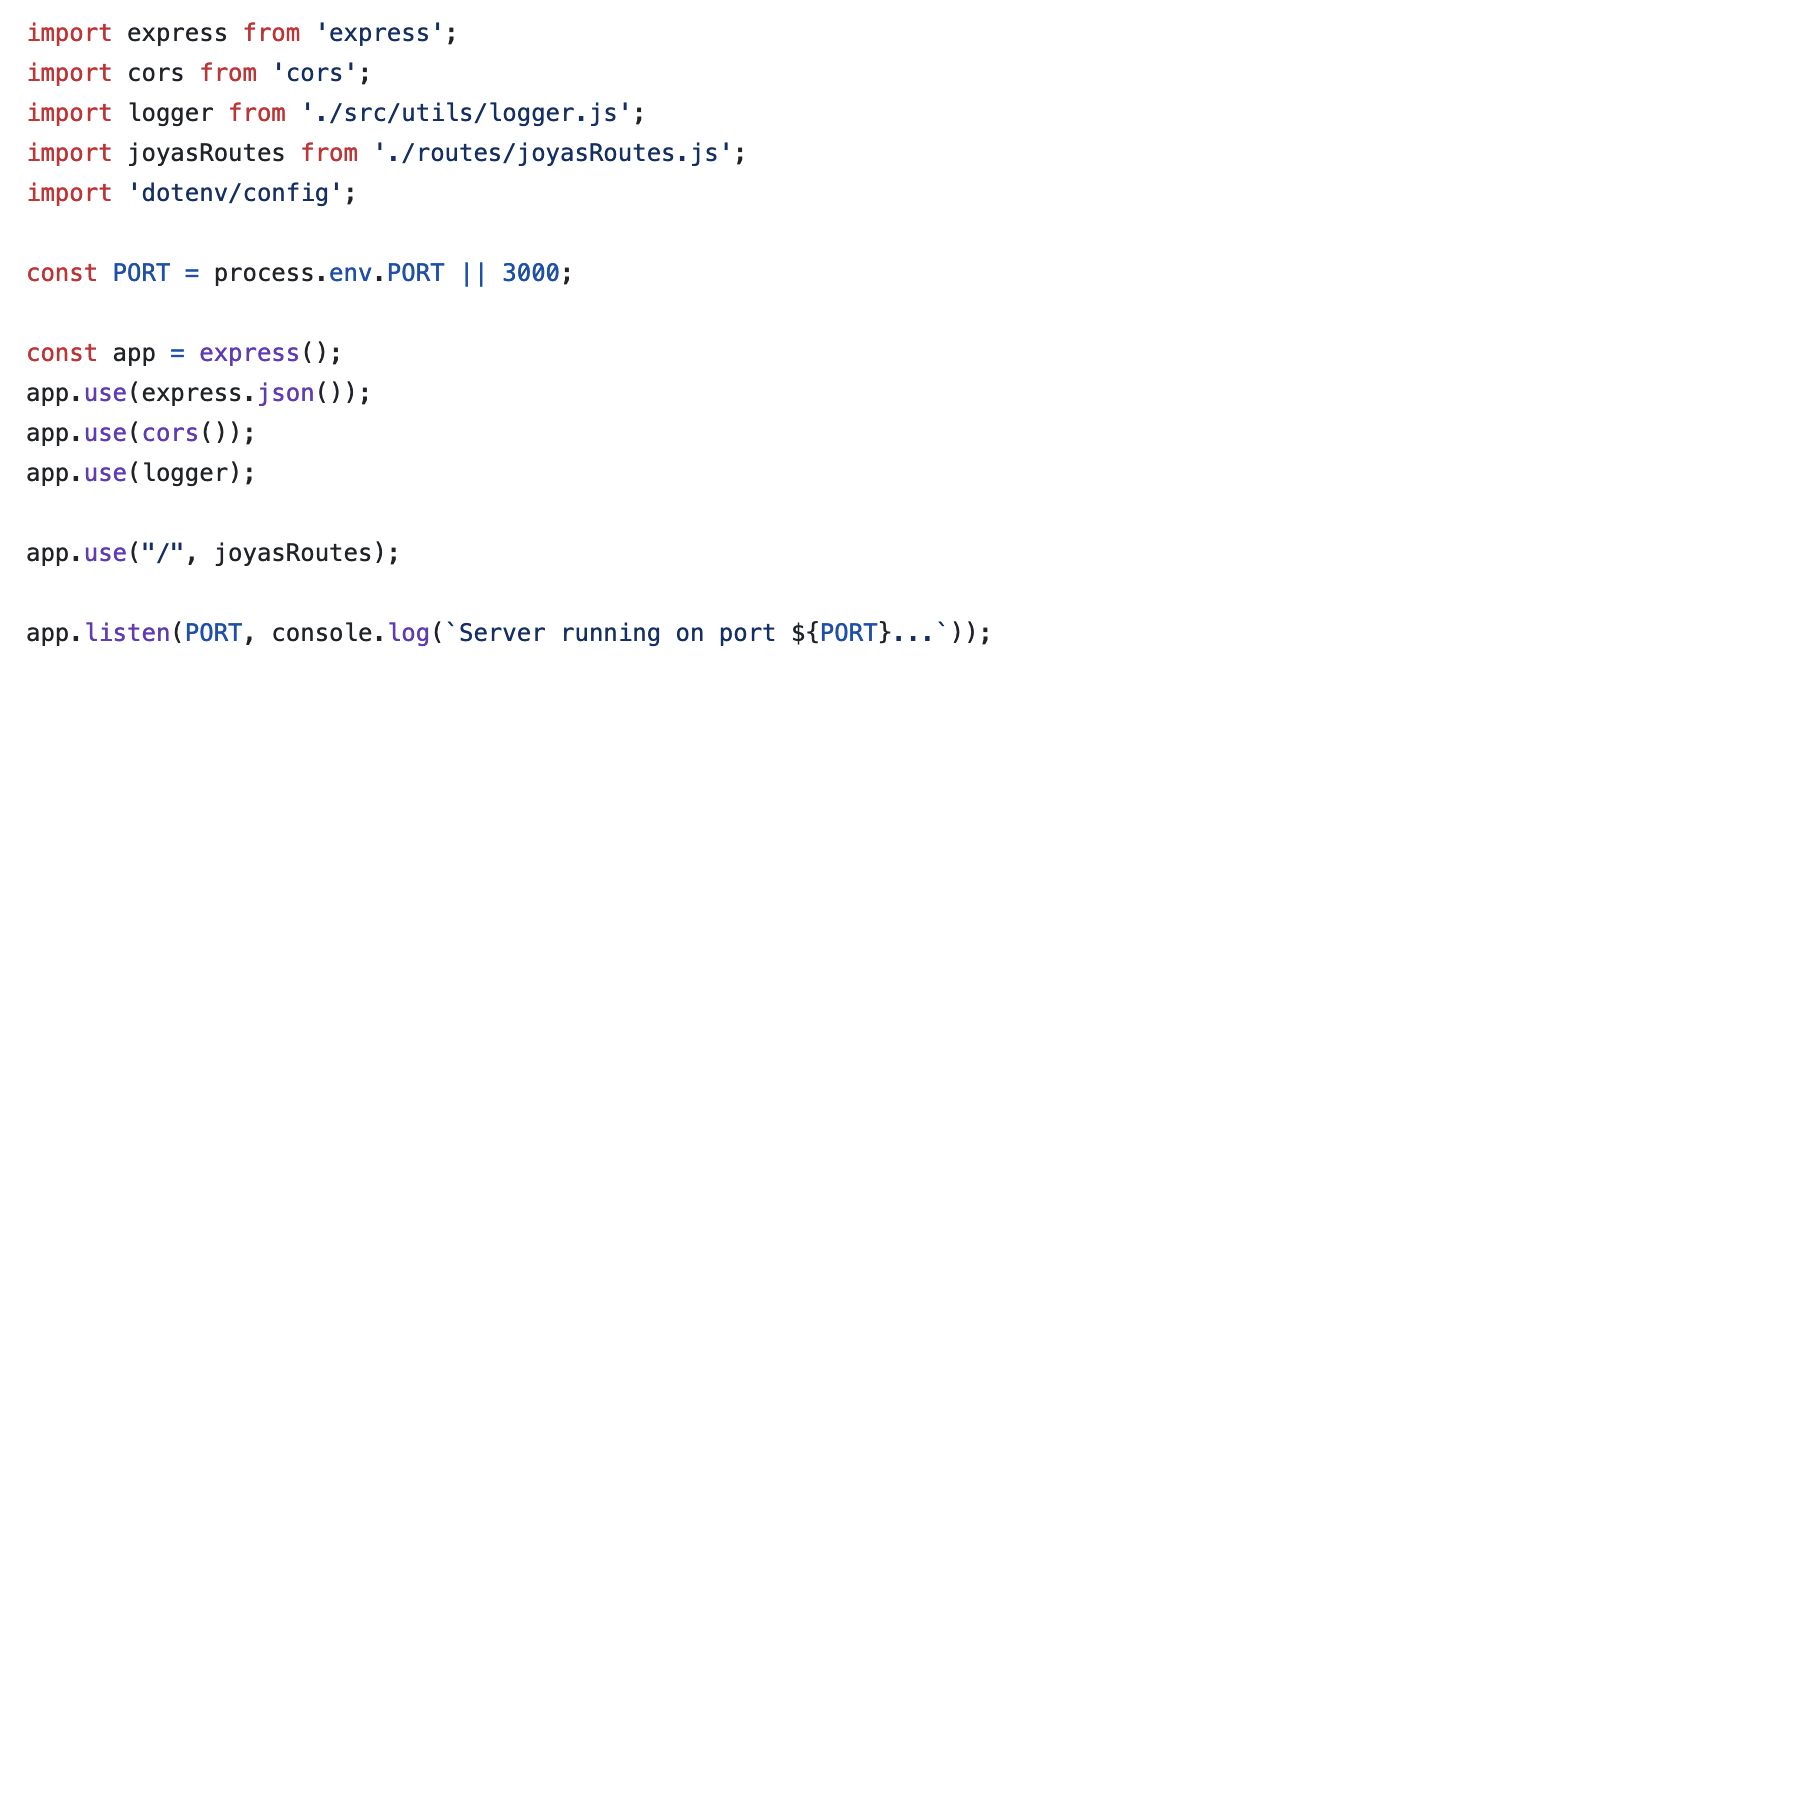 import express from 'express';
import cors from 'cors';
import logger from './src/utils/logger.js';
import joyasRoutes from './routes/joyasRoutes.js';
import 'dotenv/config';

const PORT = process.env.PORT || 3000;

const app = express();
app.use(express.json());
app.use(cors());
app.use(logger);

app.use("/", joyasRoutes);

app.listen(PORT, console.log(`Server running on port ${PORT}...`));